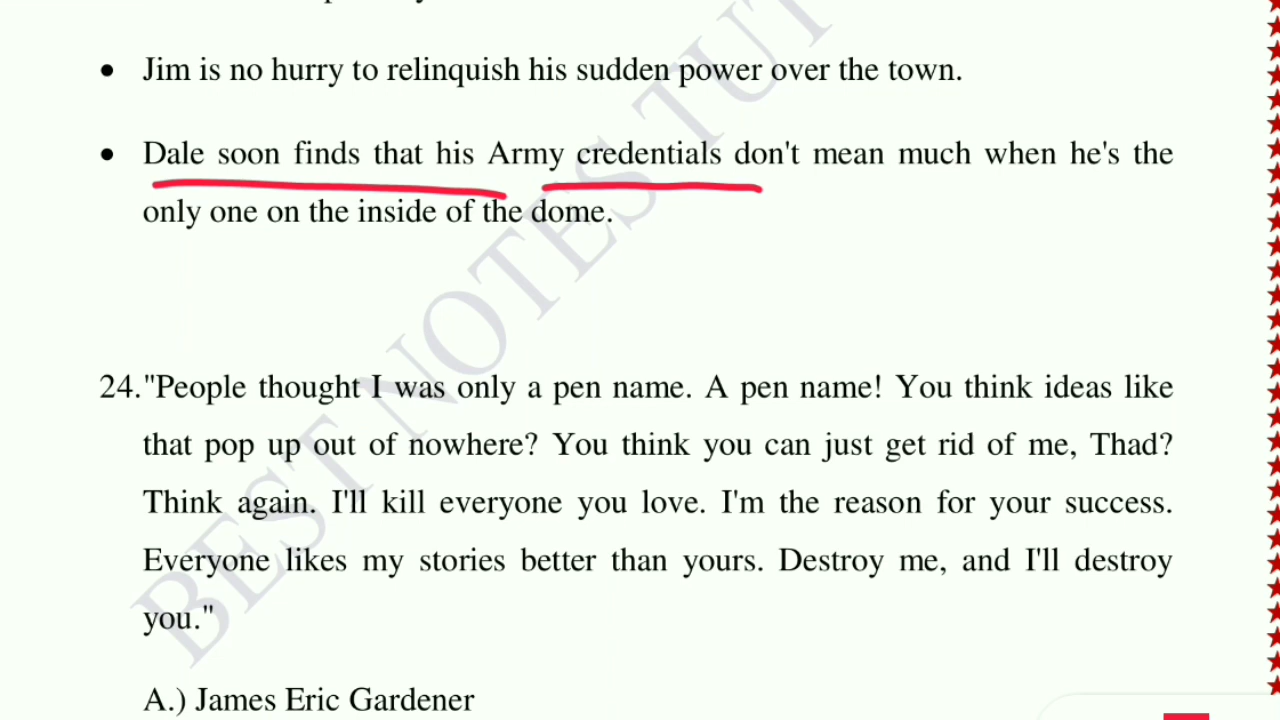 • Jim is no hurry to relinquish his sudden power over the town.
• Dale soon finds that his Army credentials don't mean much when he's the
only one on the inside of the dome.
24."People thought I was only a pen name. A pen name! You think ideas like
that pop up out of nowhere? You think you can just get rid of me, Thad?
Think again. I'll kill everyone you love. I'm the reason for your success.
Everyone likes my stories better than yours. Destroy me, and I'll destroy
you."
A.) James Eric Gardener
BEST NOTES TUT